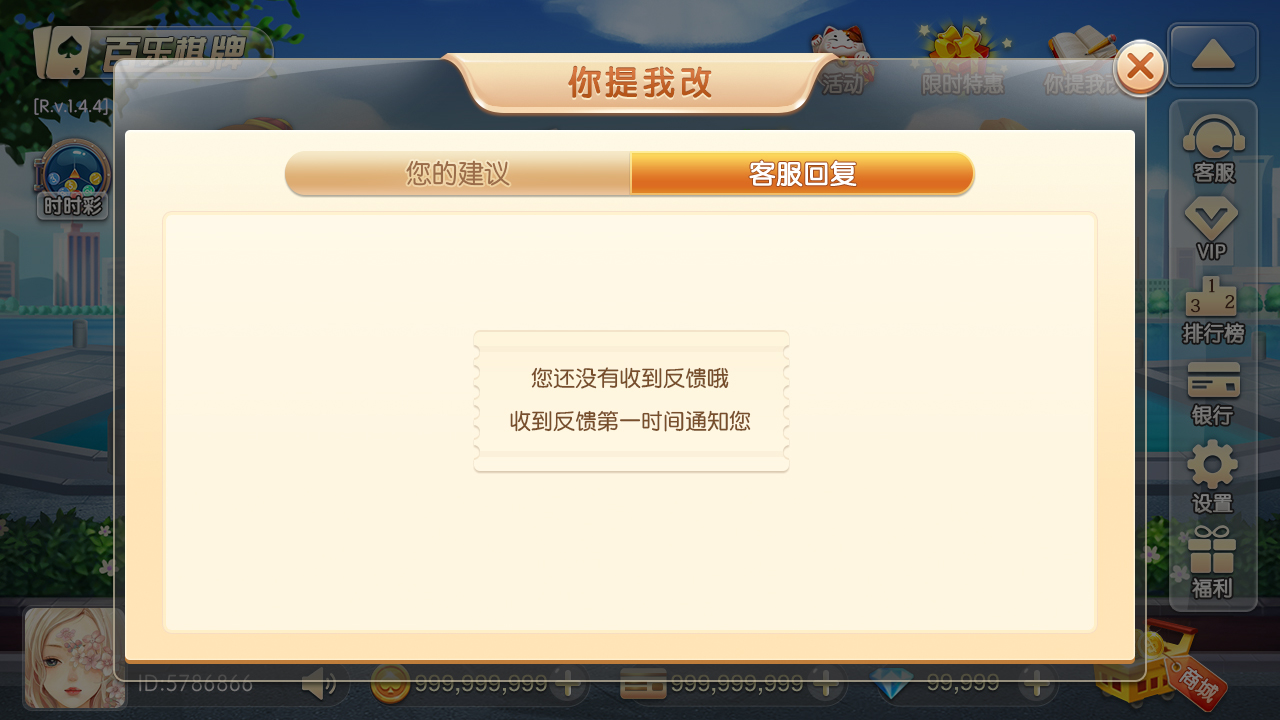 百乐棋牌
你提我改
活动
限时特惠
你提我改
[R.v.1.4.4]
时时彩
您的建议
客服回复
客服
VIP
1
3 2
排行榜
银行
设置
福利
您还没有收到反馈哦
收到反馈第一时间通知您
ID.5786866
999,999,999
999,999,999
99,999
商城